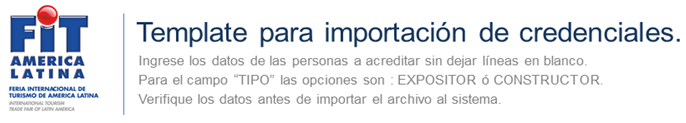 FIT
AMERICA
LATINA
FERIA INTERNACIONAL DE
TURISMO DE AMERICA LATINA
INTERNATIONAL TOURISM
TRADE FAIR OF LATIN AMERICA
Template para importación de credenciales.
Ingrese los datos de las personas a acreditar sin dejar líneas en blanco.
Para el campo "TIPO" las opciones son : EXPOSITOR ó CONSTRUCTOR.
Verifique los datos antes de importar el archivo al sistema.